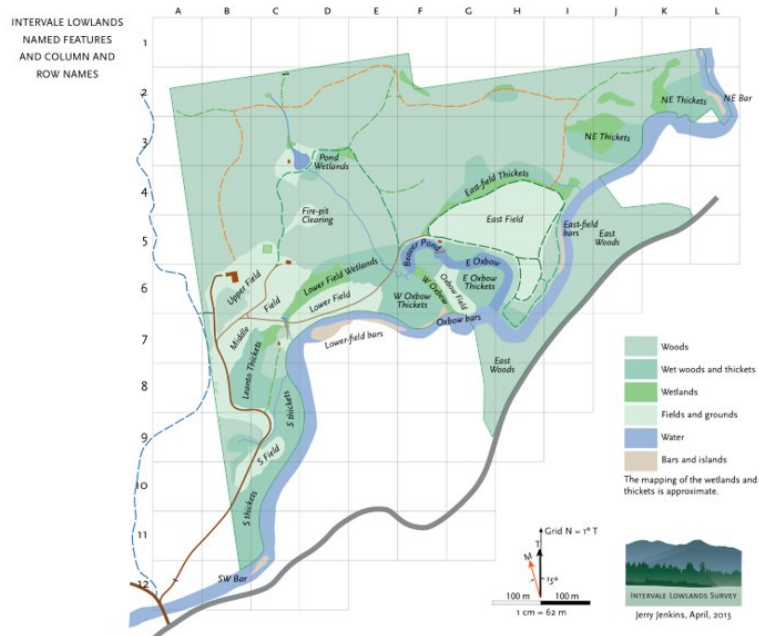 INTERVALE LOWLANDS
NAMED FEATURES
AND COLUMN AND
ROW NAMES
A B C D E F G H I J K L
1
2
3
4
5
6
7
8
9
10
11
12
NE Thickets
NE Bar
NE Thickets
Pond
Wetlands
East-field Thickets
Fire-pit
Clearing
East Field
East-field
bars
East
Woods
Beaver Pond
E Oxbow
Lower Field Wetlands
Upper Field
Field
Lower Field
W Oxbow
Thickets
W Oxbow
Oxbow Field
E Oxbow
Thickets
Oxbow bars
Middle
Lower-field bars
Leanto Thickets
East
Woods
S thickets
S Field
S thickets
SW Bar
Woods
Wet woods and thickets
Wetlands
Fields and grounds
Water
Bars and islands
The mapping of the wetlands and
thickets is approximate.
Grid N = 1° T
T
M
15°
100 m 100 m
1 cm = 62 m
INTERVALE LOWLANDS SURVEY
Jerry Jenkins, April, 2013